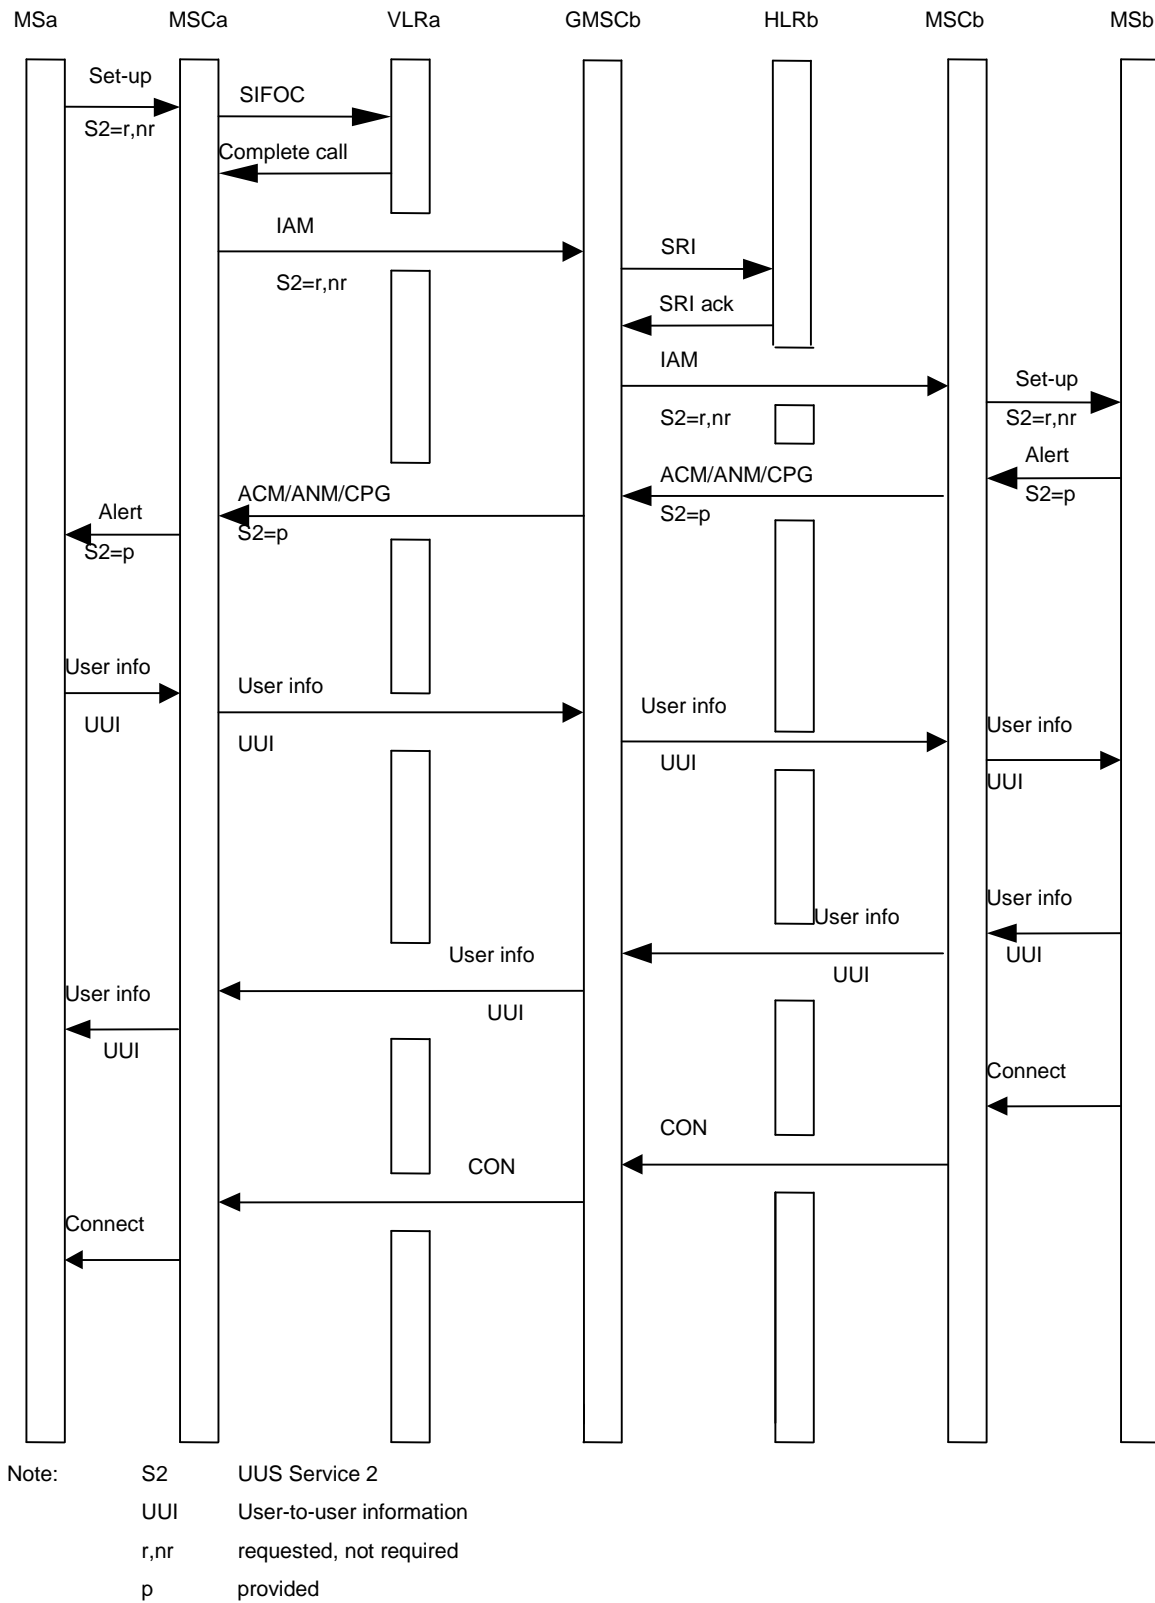 MSa MSCa VLRa GMSCb HLRb MSCb MSb
Set-up
SIFOC
S2=r,nr
Complete call
IAM
SRI
S2=r,nr
SRI ack
IAM
Set-up
S2=r,nr
S2=r,nr
Alert
ACM/ANM/CPG
ACM/ANM/CPG
S2=p
Alert
S2=p
S2=p
S2=p
User info
User info
User info
UUI
User info
UUI
UUI
UUI
User info
User info
User info
UUI
UUI
User info
UUI
UUI
Connect
CON
CON
Connect
Note: S2 UUS Service 2
UUI User-to-user information
r,nr requested, not required
p provided